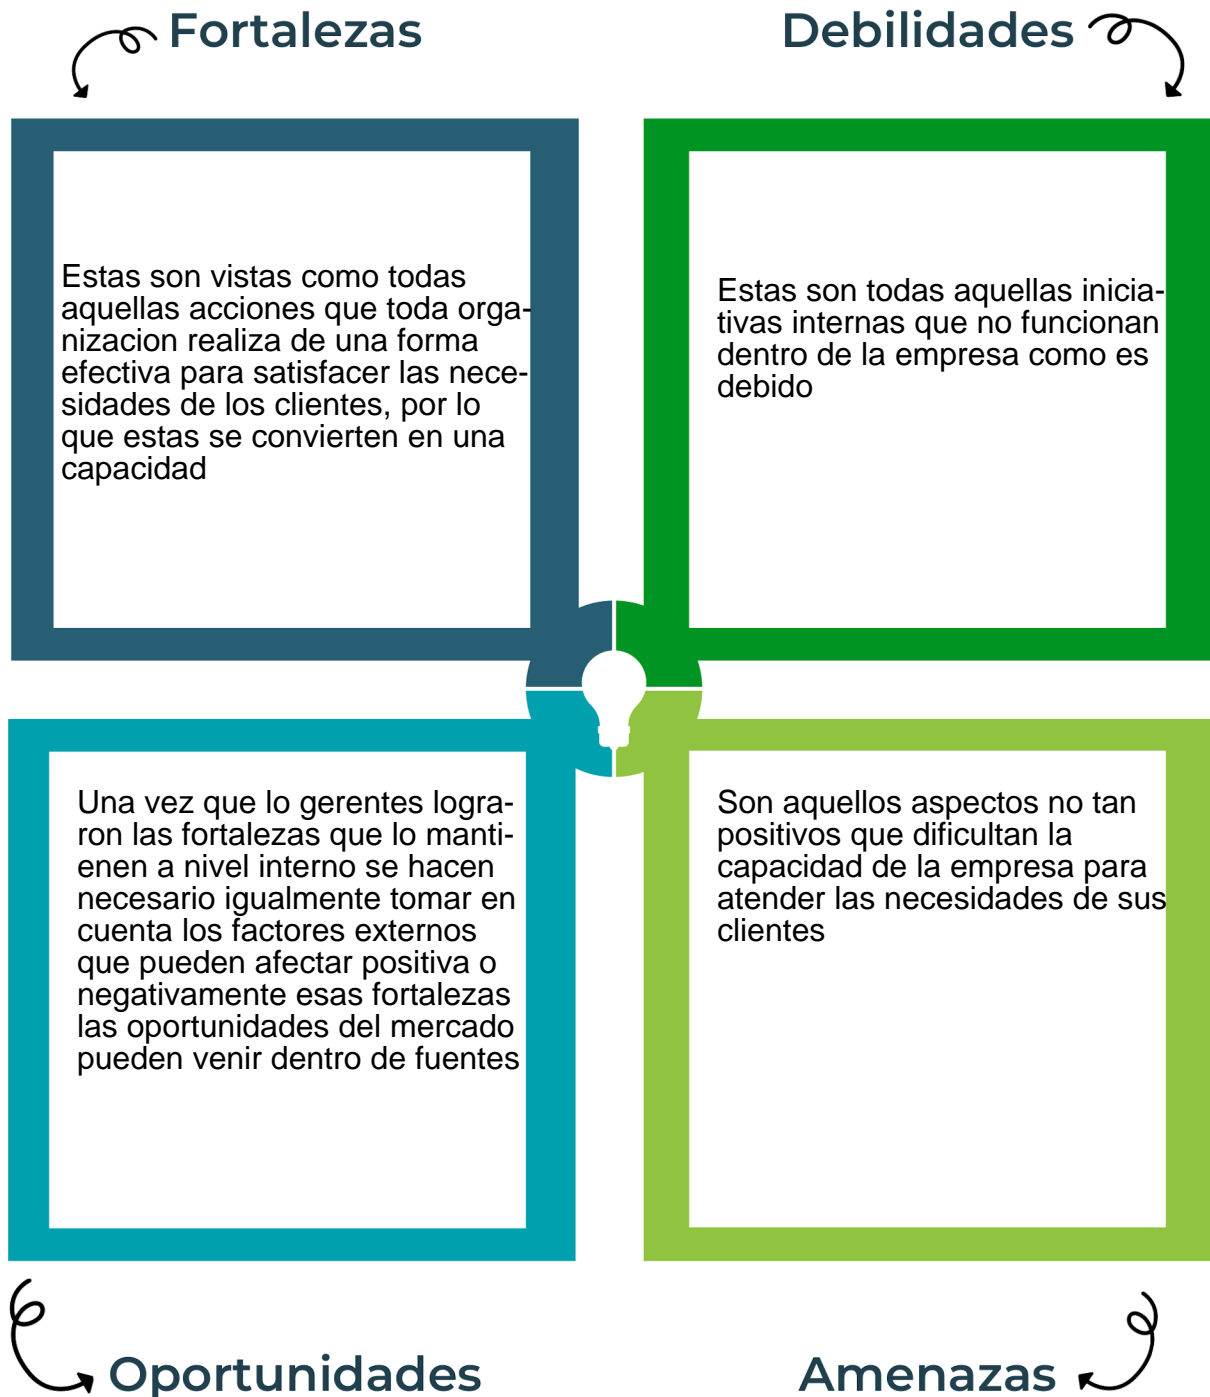 Fortalezas
Estas son vistas como todas
aquellas acciones que toda orga-
nizacion realiza de una forma
efectiva para satisfacer las nece-
sidades de los clientes, por lo
que estas se convierten en una
capacidad
Debilidades
Estas son todas aquellas inicia-
tivas internas que no funcionan
dentro de la empresa como es
debido
Una vez que lo gerentes logra-
ron las fortalezas que lo manti-
enen a nivel interno se hacen
necesario igualmente tomar en
cuenta los factores externos
que pueden afectar positiva o
negativamente esas fortalezas
las oportunidades del mercado
pueden venir dentro de fuentes
Oportunidades
Son aquellos aspectos no tan
positivos que dificultan la
capacidad de la empresa para
atender las necesidades de sus
clientes
Amenazas